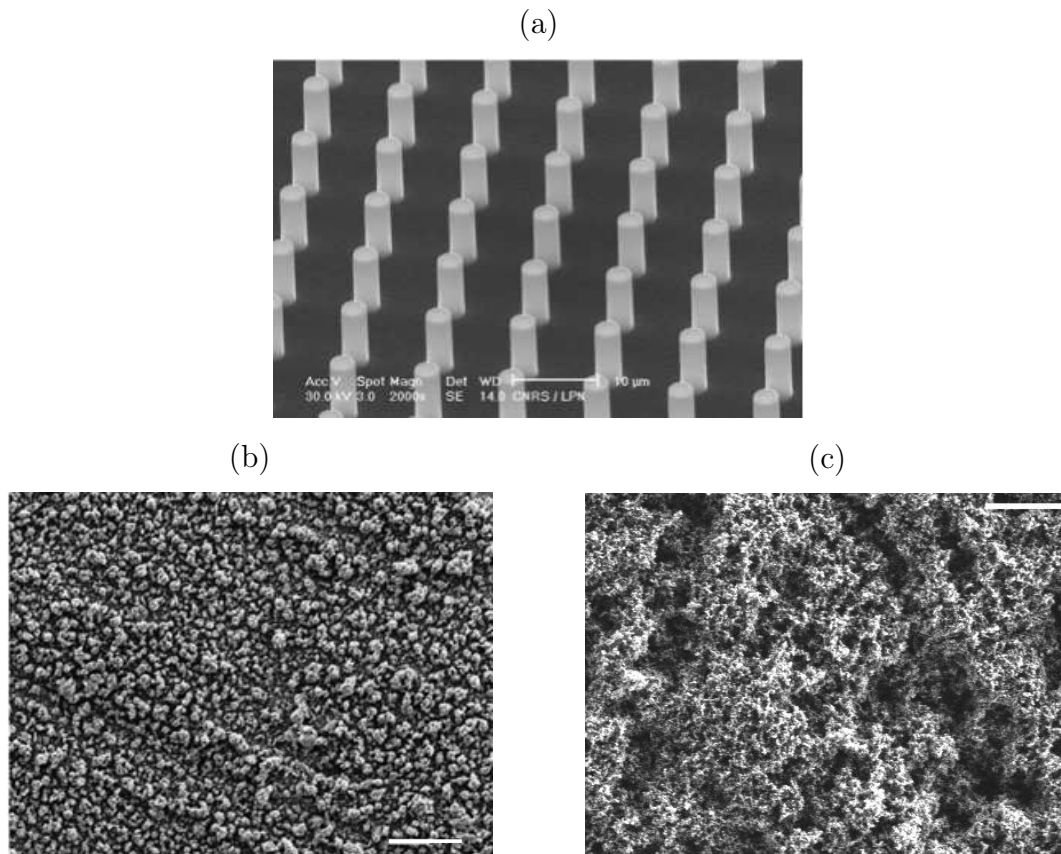 (a)
Acc.V Spot Magn Det WD 10 µm
30.0 kV 3.0 2000x SE 14.0 CNRS / LPN
(b)
(c)